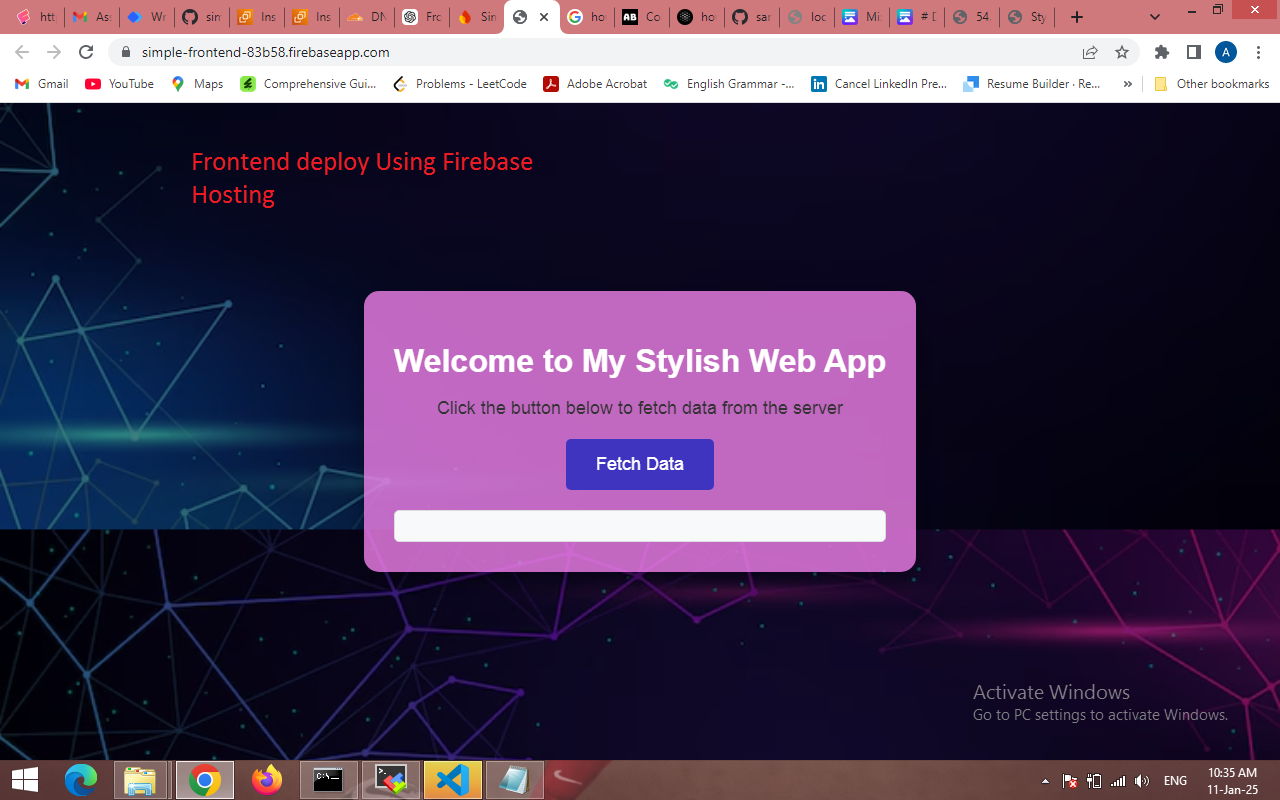 htt
As
Wr
sim
Ins
Ins
DN
Fro
Sin
ho
AB
Co
ho
sar
loc
Mi
# D
54.
Sty
simple-frontend-83b58.firebaseapp.com
A
Gmail
YouTube
Maps
Comprehensive Gui...
Problems - LeetCode
Adobe Acrobat
English Grammar -...
Cancel LinkedIn Pre...
Resume Builder · Re...
»
Other bookmarks
Frontend deploy Using Firebase
Hosting
Welcome to My Stylish Web App
Click the button below to fetch data from the server
Fetch Data
Activate Windows
Go to PC settings to activate Windows.
ENG
10:35 AM
11-Jan-25